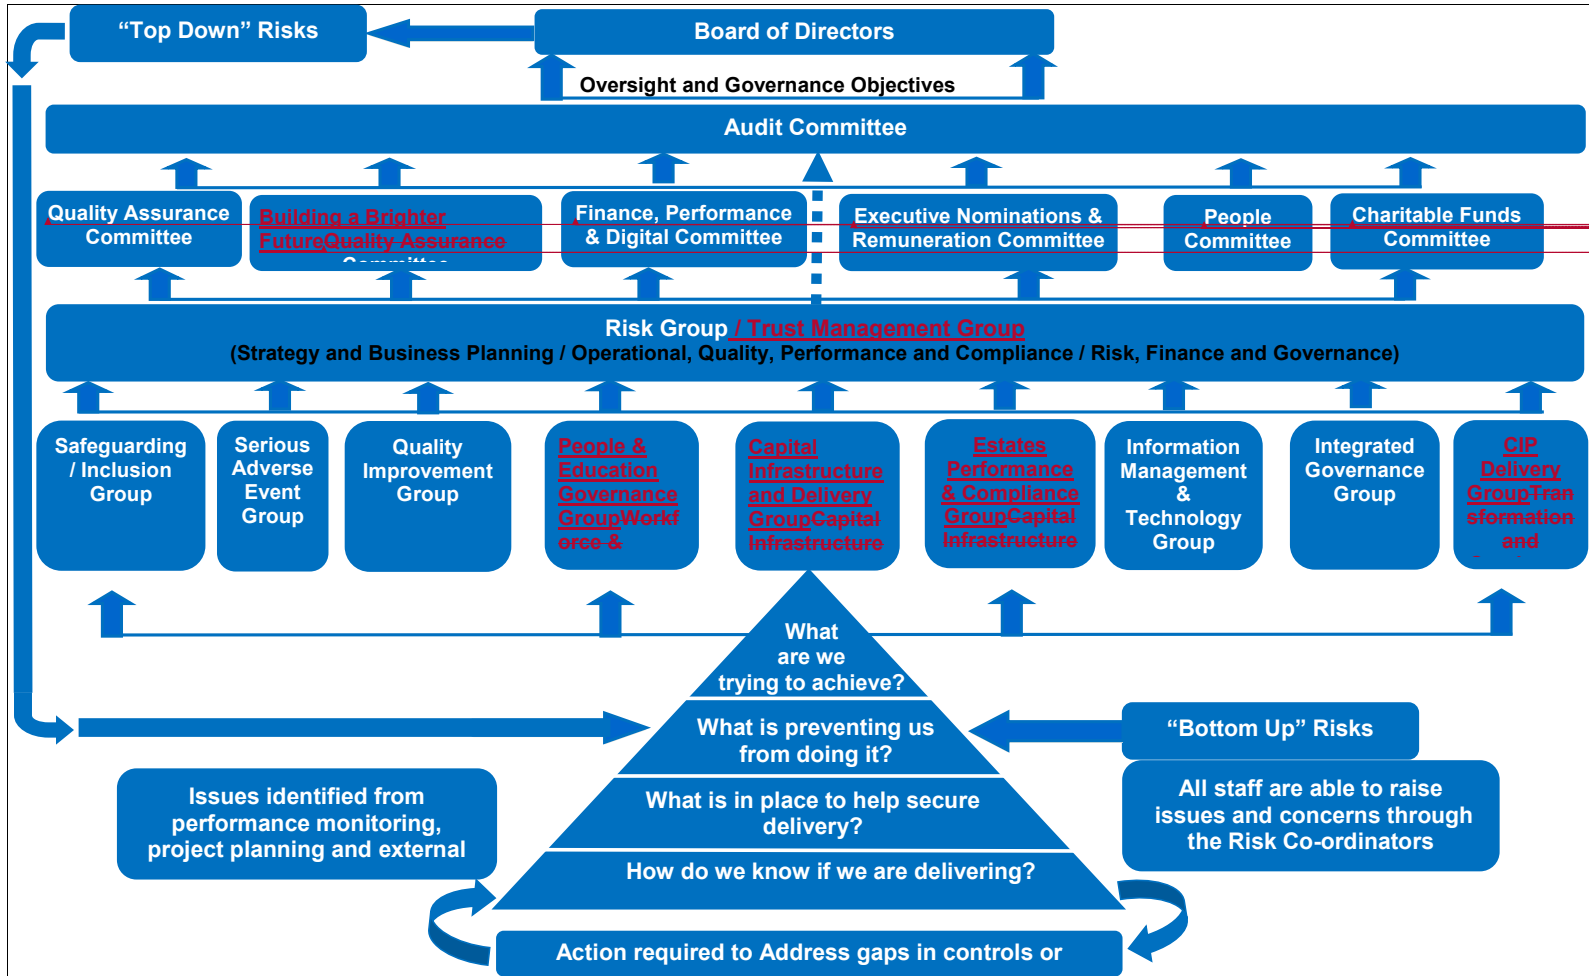 “Top Down” Risks
Board of Directors
Oversight and Governance Objectives
Audit Committee
Quality Assurance
Committee
Building a Brighter
FutureQuality Assurance
Committee
Finance, Performance
& Digital Committee
Executive Nominations &
Remuneration Committee
People
Committee
Charitable Funds
Committee
Risk Group / Trust Management Group
(Strategy and Business Planning / Operational, Quality, Performance and Compliance / Risk, Finance and Governance)
Safeguarding
/ Inclusion
Group
Serious
Adverse
Event
Group
Quality
Improvement
Group
People &
Education
Governance
GroupWorkf
orce &
Capital
Infrastructure
and Delivery
GroupCapital
Infrastructure
Estates
Performance
& Compliance
GroupCapital
Infrastructure
Information
Management
&
Technology
Group
Integrated
Governance
Group
CIP
Delivery
GroupTran
sformation
and
What
are we
trying to achieve?
What is preventing us
from doing it?
What is in place to help secure
delivery?
How do we know if we are delivering?
“Bottom Up” Risks
Issues identified from
performance monitoring,
project planning and external
All staff are able to raise
issues and concerns through
the Risk Co-ordinators
Action required to Address gaps in controls or